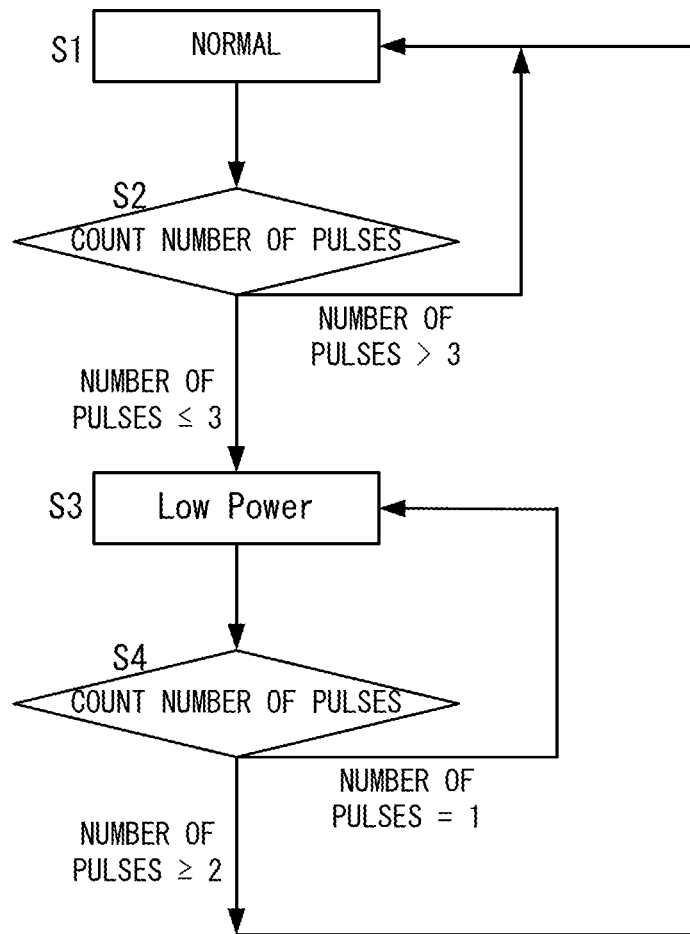 S1
NORMAL
S2
COUNT NUMBER OF PULSES
NUMBER OF
PULSES > 3
NUMBER OF
PULSES ≤ 3
S3
Low Power
S4
COUNT NUMBER OF PULSES
NUMBER OF
PULSES = 1
NUMBER OF
PULSES ≥ 2